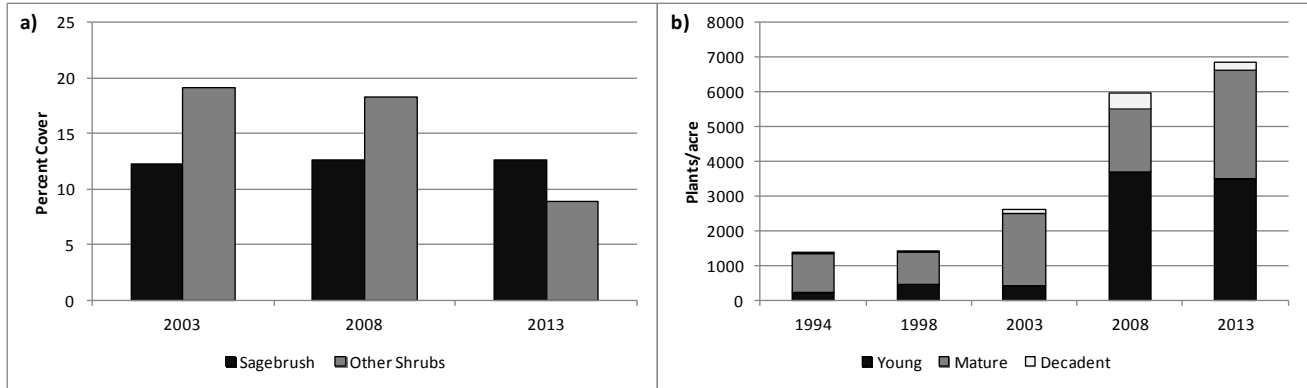 a)
25
20
15
10
5
0
Percent Cover
2003 2008 2013
Sagebrush Other Shrubs
b)
8000
7000
6000
5000
4000
3000
2000
1000
0
Plants/acre
1994 1998 2003 2008 2013
Young Mature Decadent